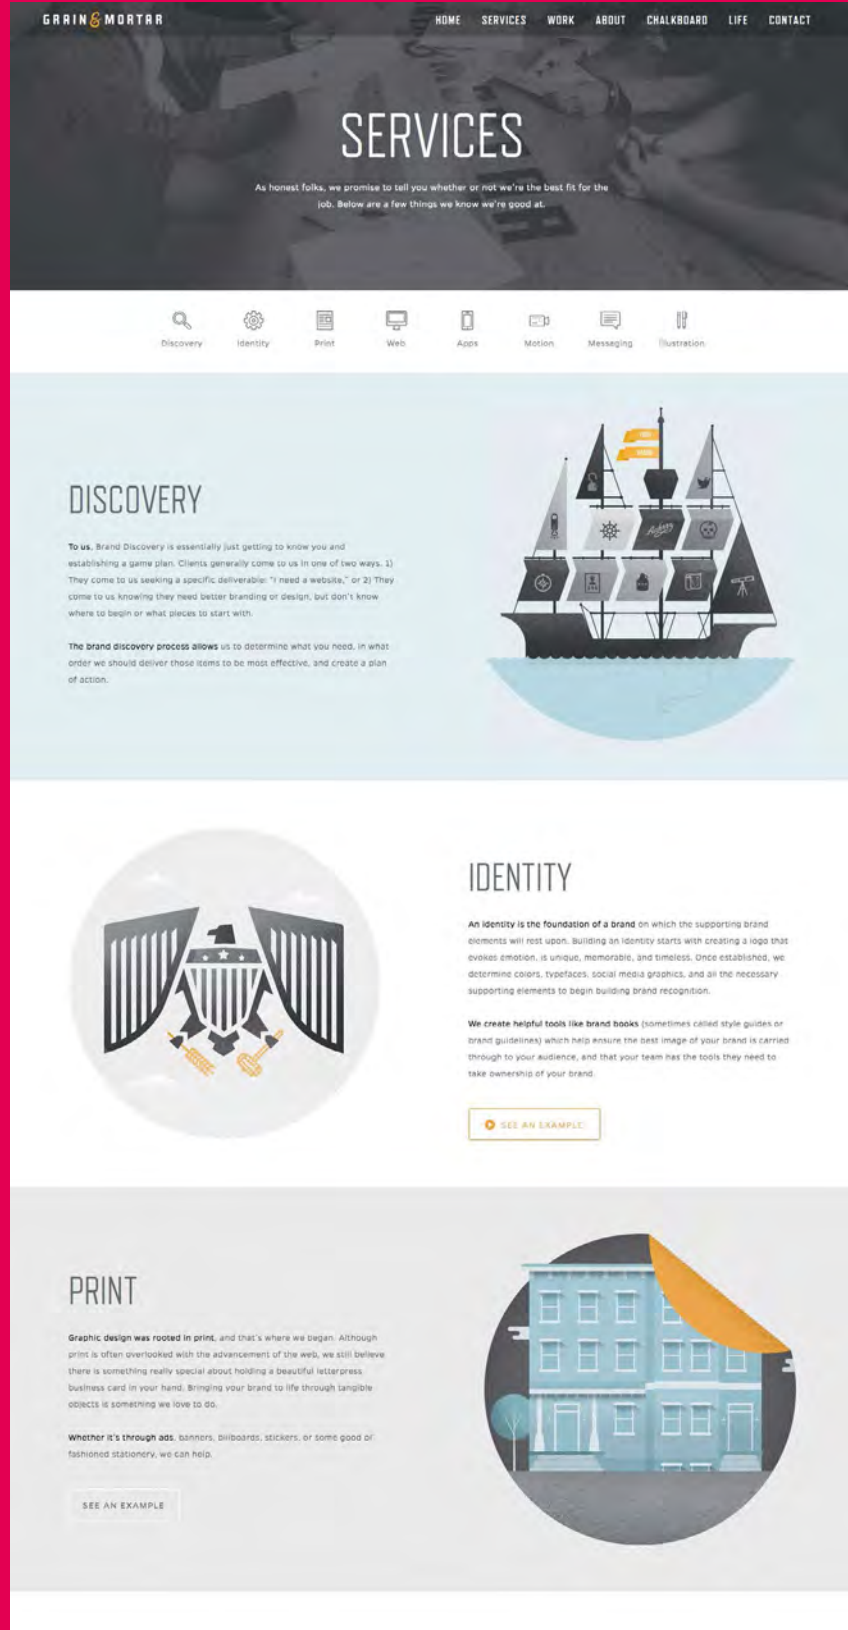 GRAIN & MORTAR
HOME SERVICES WORK ABOUT CHALKBOARD LIFE CONTACT
SERVICES
As honest folks, we promise to tell you whether or not we're the best fit for the
job. Below are a few things we know we're good at.
Discovery Identity Print Web Apps Motion Messaging Illustration
DISCOVERY
To us, Brand Discovery is essentially just getting to know you and
establishing a game plan. Clients generally come to us in one of two ways. 1)
They come to us seeking a specific deliverable: "I need a website," or 2) They
come to us knowing they need better branding or design, but don't know
where to begin or what pieces to start with.
The brand discovery process allows us to determine what you need, in what
order we should deliver those items to be most effective, and create a plan
of action.
IDENTITY
An identity is the foundation of a brand on which the supporting brand
elements will rest upon. Building an identity starts with creating a logo that
evokes emotion, is unique, memorable, and timeless. Once established, we
determine colors, typefaces, social media graphics, and all the necessary
supporting elements to begin building brand recognition.
We create helpful tools like brand books (sometimes called style guides or
brand guidelines) which help ensure the best image of your brand is carried
through to your audience, and that your team has the tools they need to
take ownership of your brand.
SEE AN EXAMPLE
PRINT
Graphic design was rooted in print, and that's where we began. Although
print is often overlooked with the advancement of the web, we still believe
there is something really special about holding a beautiful letterpress
business card in your hand. Bringing your brand to life through tangible
objects is something we love to do.
Whether it's through ads, banners, billboards, stickers, or some good ol'
fashioned stationery, we can help.
SEE AN EXAMPLE